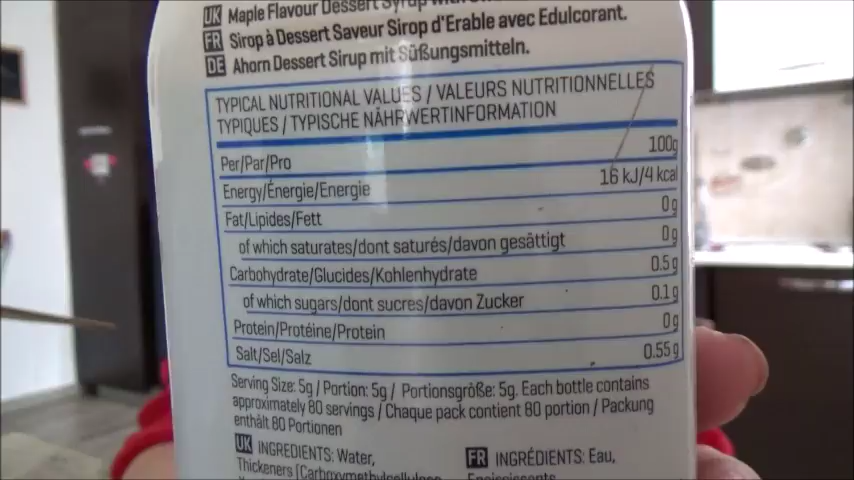 UK Maple Flavour Dessert Syrup with
FR Sirop à Dessert Saveur Sirop d'Erable avec Edulcorant.
DE Ahorn Dessert Sirup mit Süßungsmitteln.
TYPICAL NUTRITIONAL VALUES / VALEURS NUTRITIONNELLES
TYPIQUES / TYPISCHE NÄHRWERTINFORMATION
Per/Par/Pro 100g
Energy/Énergie/Energie 16 kJ/4 kcal
Fat/Lipides/Fett 0g
of which saturates/dont saturés/davon gesättigt 0g
Carbohydrate/Glucides/Kohlenhydrate 0.5g
of which sugars/dont sucres/davon Zucker 0.1g
Protein/Protéine/Protein 0g
Salt/Sel/Salz 0.55g
Serving Size: 5g / Portion: 5g / Portionsgröße: 5g. Each bottle contains
approximately 80 servings / Chaque pack contient 80 portion / Packung
enthält 80 Portionen
UK INGREDIENTS: Water,
Thickeners [Carboxymethylcellulose
FR INGRÉDIENTS: Eau,
Epaississants